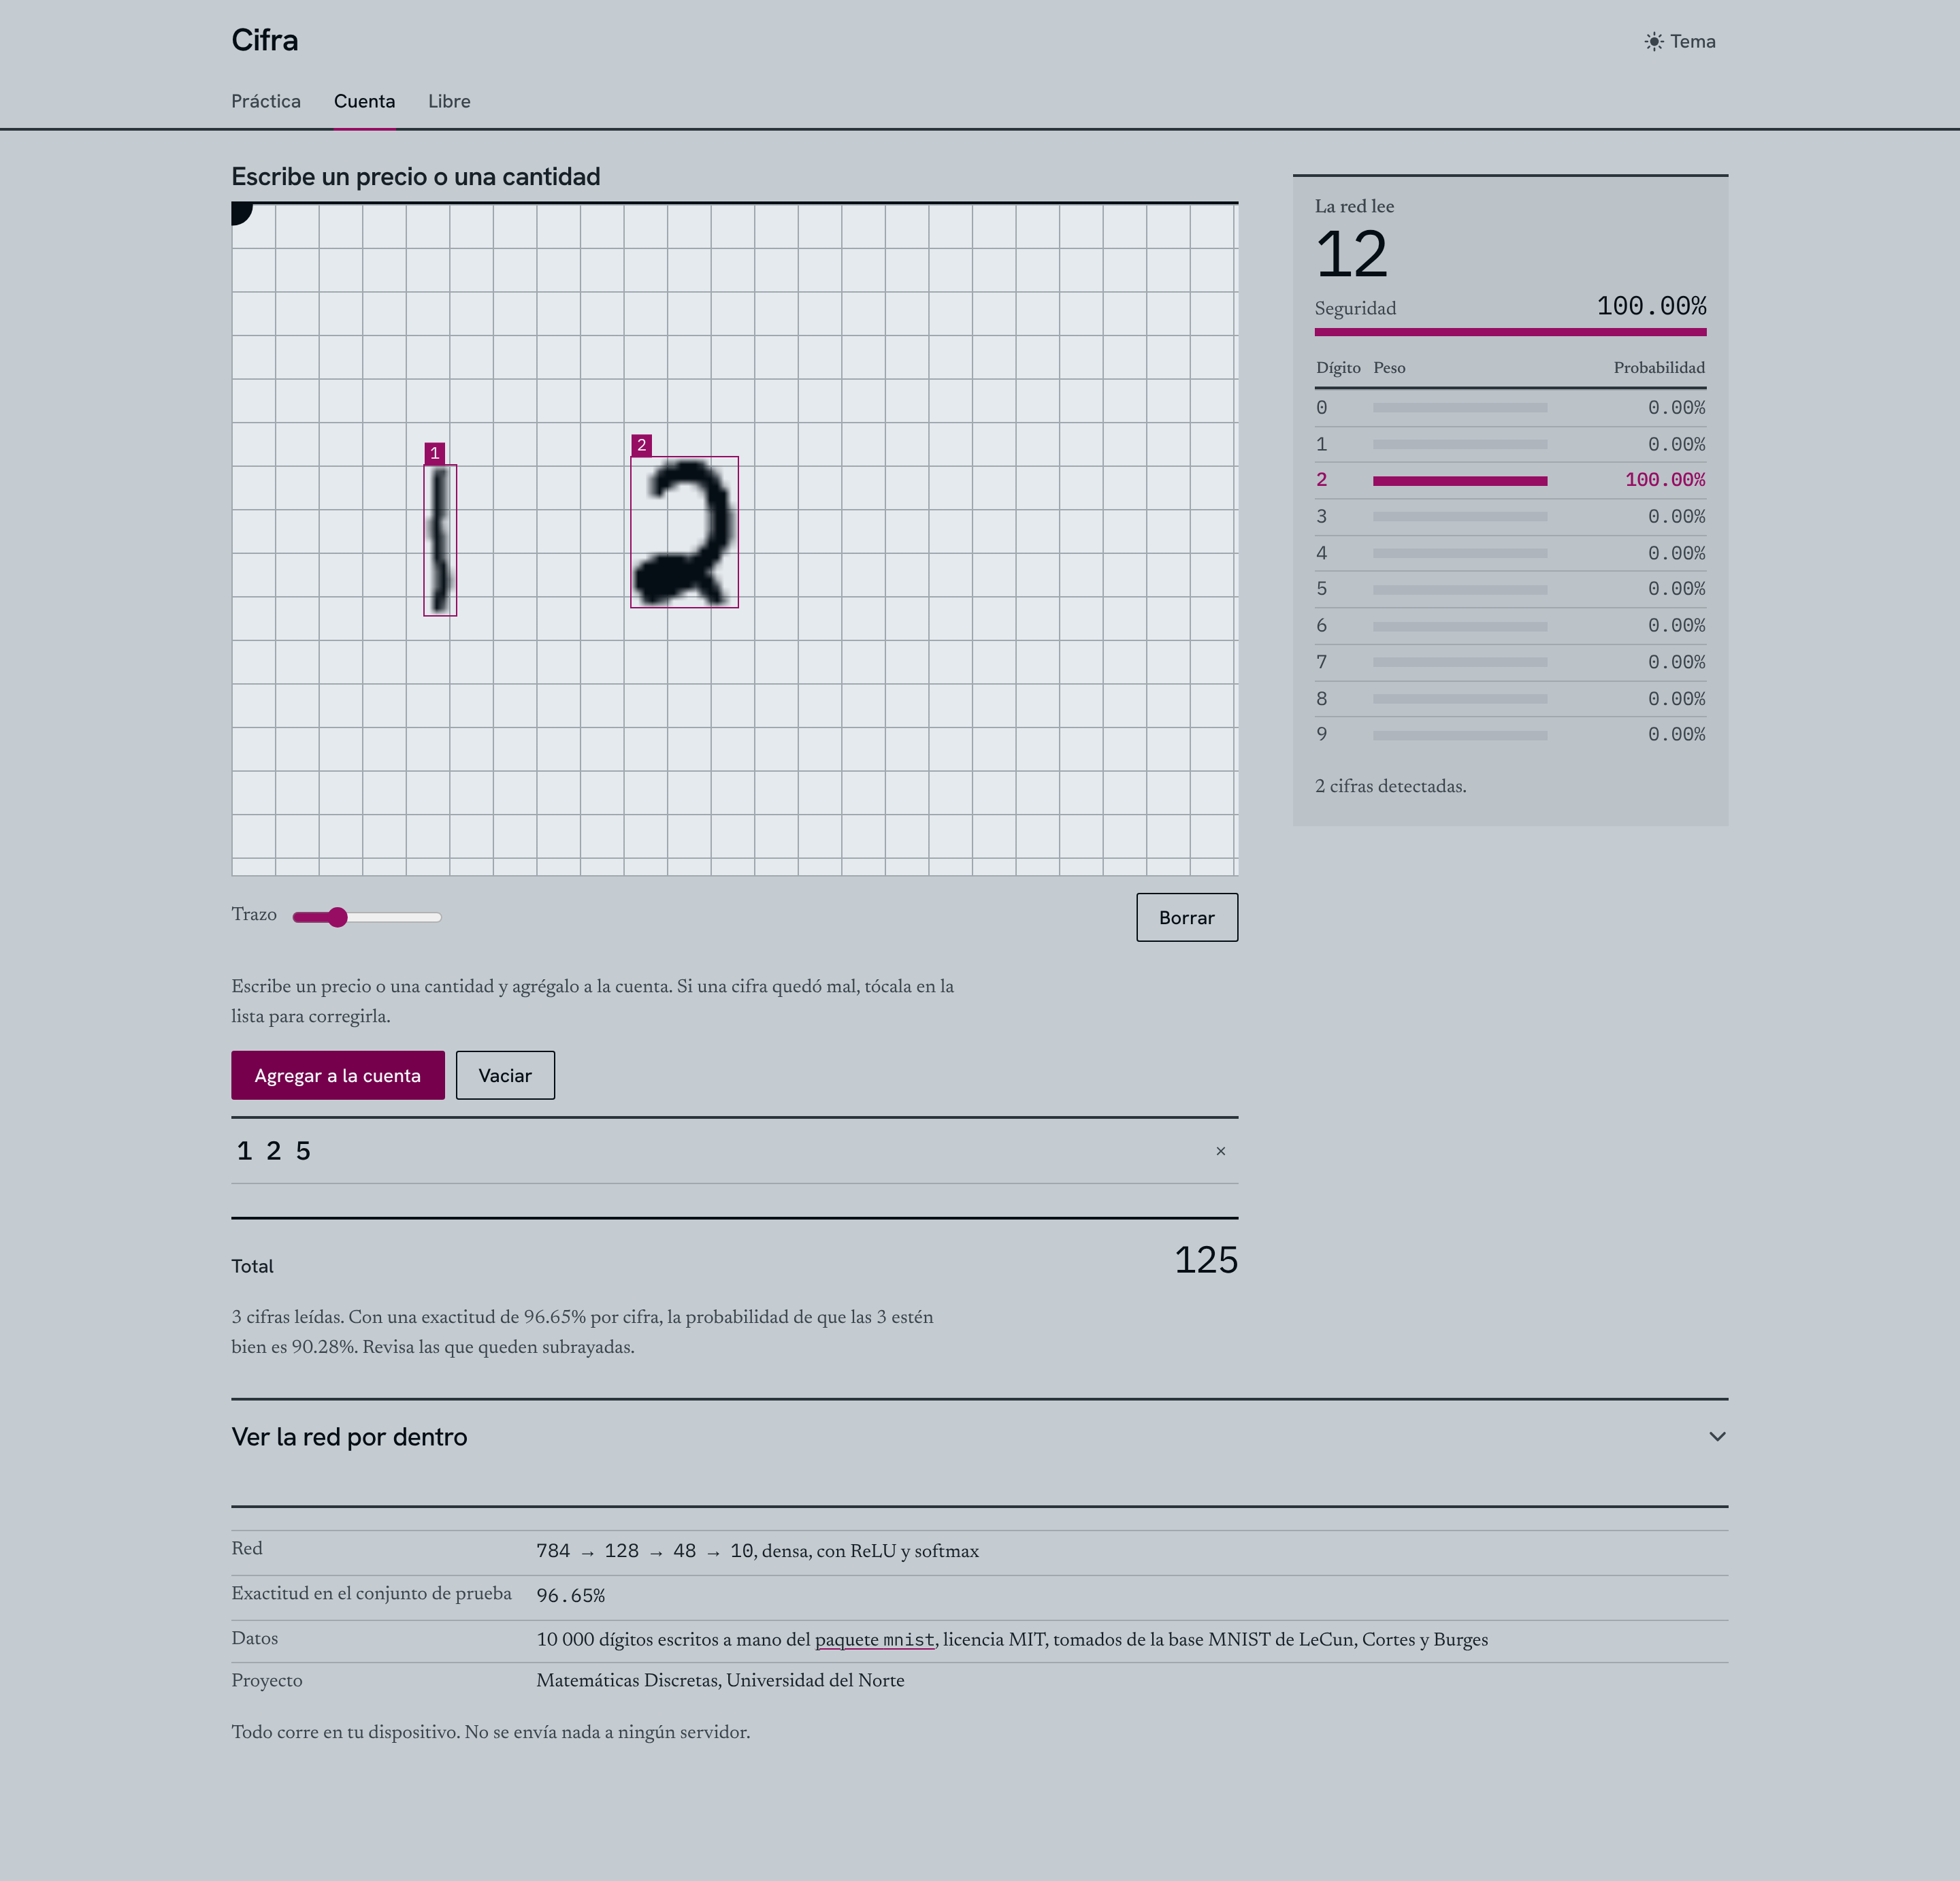 Cifra
Tema
Práctica Cuenta Libre
Escribe un precio o una cantidad
1
2
1 2
Trazo
Borrar
Escribe un precio o una cantidad y agrégalo a la cuenta. Si una cifra quedó mal, tócala en la
lista para corregirla.
Agregar a la cuenta Vaciar
1 2 5 ×
Total 125
3 cifras leídas. Con una exactitud de 96.65% por cifra, la probabilidad de que las 3 estén
bien es 90.28%. Revisa las que queden subrayadas.
La red lee
12
Seguridad 100.00%
Dígito Peso Probabilidad
0 0.00%
1 0.00%
2 100.00%
3 0.00%
4 0.00%
5 0.00%
6 0.00%
7 0.00%
8 0.00%
9 0.00%
2 cifras detectadas.
Ver la red por dentro
Red 784 → 128 → 48 → 10, densa, con ReLU y softmax
Exactitud en el conjunto de prueba 96.65%
Datos 10 000 dígitos escritos a mano del paquete mnist, licencia MIT, tomados de la base MNIST de LeCun, Cortes y Burges
Proyecto Matemáticas Discretas, Universidad del Norte
Todo corre en tu dispositivo. No se envía nada a ningún servidor.